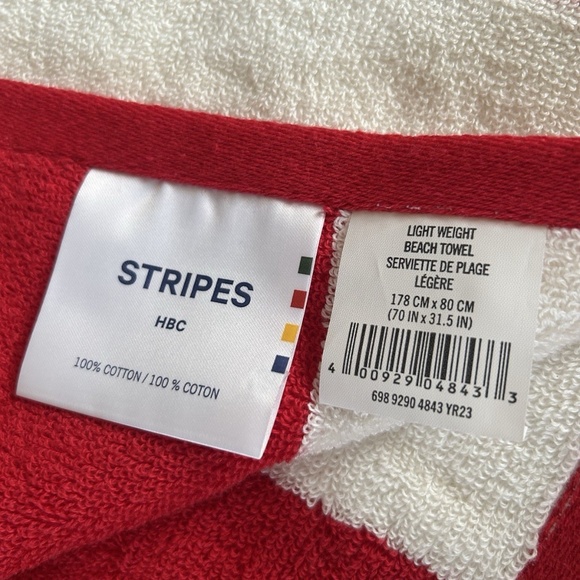 STRIPES
HBC
100% COTTON / 100 % COTON
LIGHT WEIGHT
BEACH TOWEL
SERVIETTE DE PLAGE
LÉGÈRE
178 CM x 80 CM
(70 IN x 31.5 IN)
4 00929 04843 3
698 9290 4843 YR23